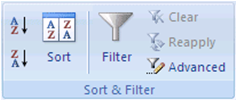 A
Z
Z
A
A Z
Z A
Sort
Filter
Clear
Reapply
Advanced
Sort & Filter